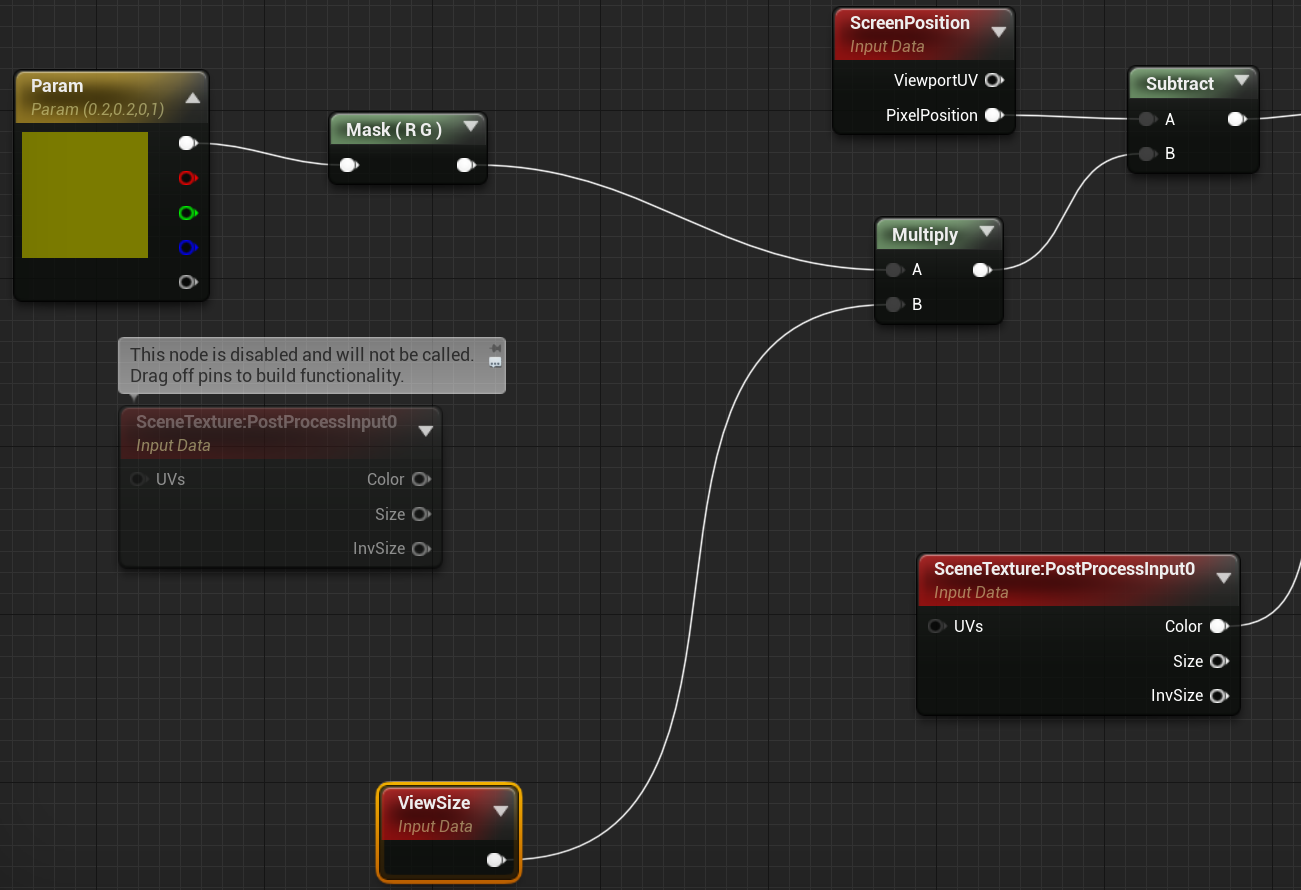 Param
Param (0.2,0.2,0,1)
Mask ( R G )
ScreenPosition
Input Data
ViewportUV
PixelPosition
Subtract
A
B
Multiply
A
B
This node is disabled and will not be called.
Drag off pins to build functionality.
SceneTexture:PostProcessInput0
Input Data
UVs Color
Size
InvSize
SceneTexture:PostProcessInput0
Input Data
UVs Color
Size
InvSize
ViewSize
Input Data